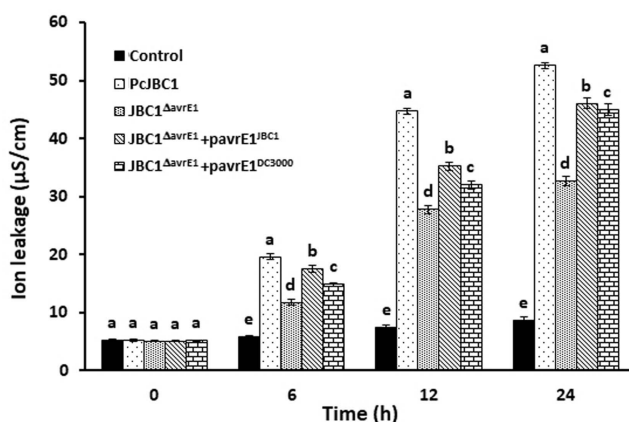 60
50
40
30
20
10
0
Ion leakage (µS/cm)
Control
PcJBC1
JBC1ΔavrE1
JBC1ΔavrE1+pavrE1JBC1
JBC1ΔavrE1+pavrE1DC3000
a a a a a
e a d b c
e a d b c
e a d b c
0 6 12 24
Time (h)